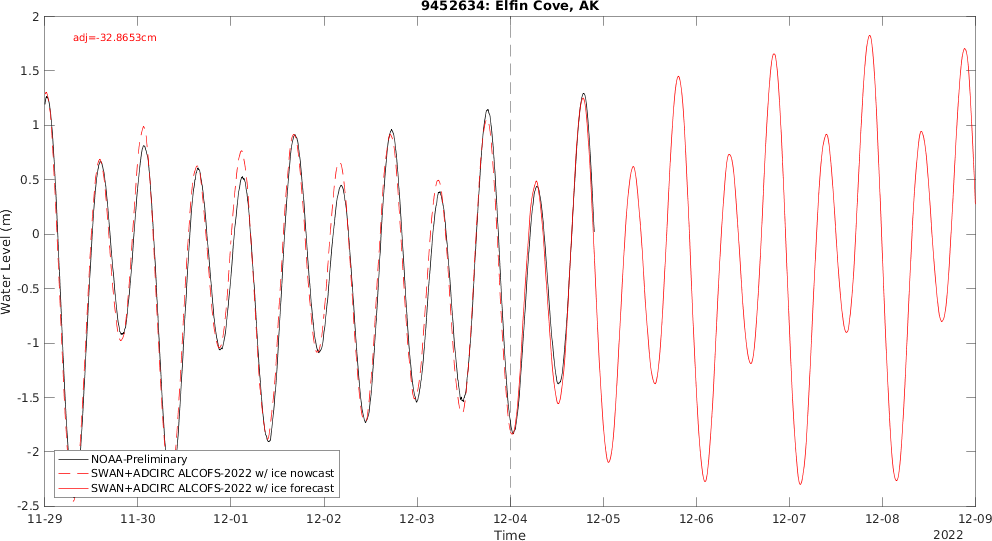 9452634: Elfin Cove, AK
adj=-32.8653cm
Water Level (m)
2
1.5
1
0.5
0
-0.5
-1
-1.5
-2
-2.5
NOAA-Preliminary
SWAN+ADCIRC ALCOFS-2022 w/ ice nowcast
SWAN+ADCIRC ALCOFS-2022 w/ ice forecast
11-29 11-30 12-01 12-02 12-03 12-04 12-05 12-06 12-07 12-08 12-09
Time
2022